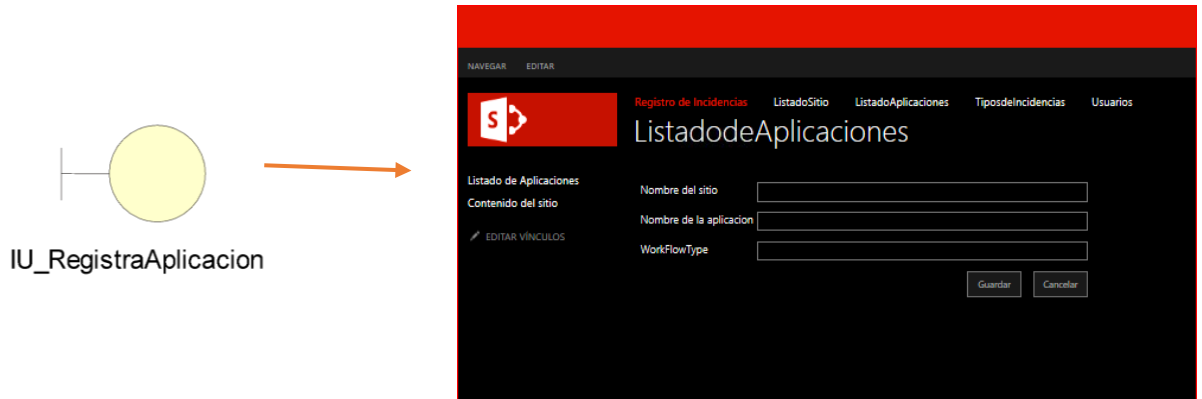 NAVEGAR EDITAR
S
Registro de Incidencias ListadoSitio ListadoAplicaciones TiposdeIncidencias Usuarios
ListadodeAplicaciones
Listado de Aplicaciones
Contenido del sitio
EDITAR VÍNCULOS
Nombre del sitio
Nombre de la aplicacion
WorkFlowType
Guardar Cancelar
IU_RegistraAplicacion